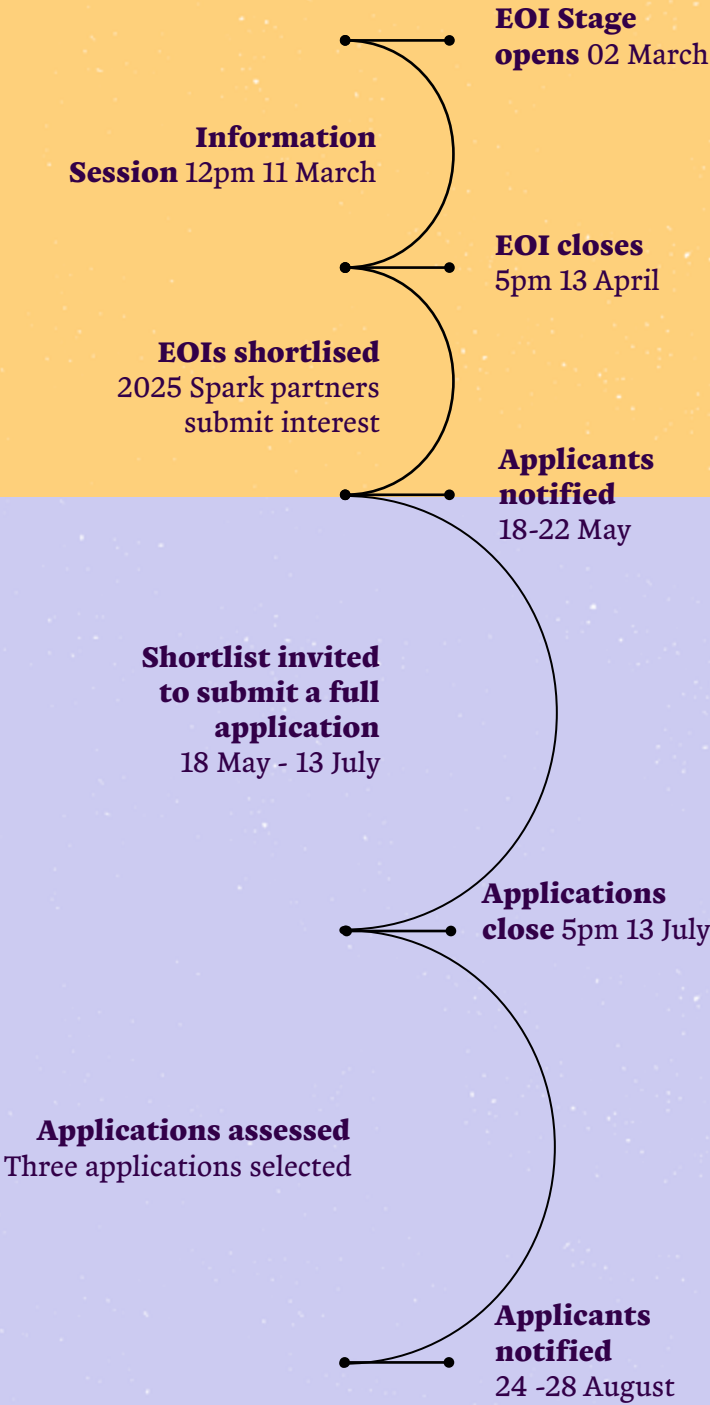 EOI Stage
opens 02 March
Information
Session 12pm 11 March
EOI closes
5pm 13 April
EOIs shortlised
2025 Spark partners
submit interest
Applicants
notified
18-22 May
Shortlist invited
to submit a full
application
18 May - 13 July
Applications
close 5pm 13 July
Applications assessed
Three applications selected
Applicants
notified
24 -28 August